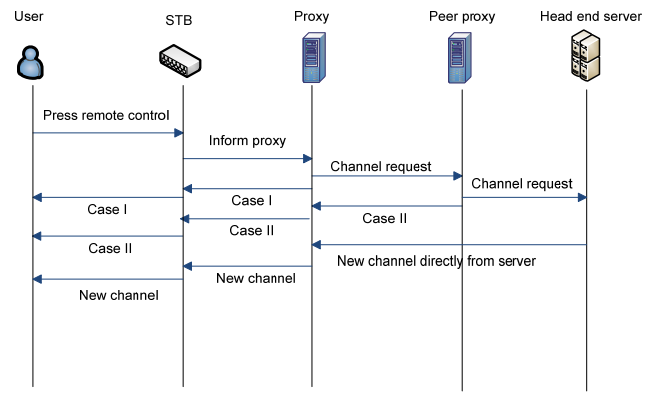 User
STB
Proxy
Peer proxy
Head end server
Press remote control
Inform proxy
Channel request
Channel request
Case I
Case I
Case II
Case II
Case II
New channel directly from server
New channel
New channel